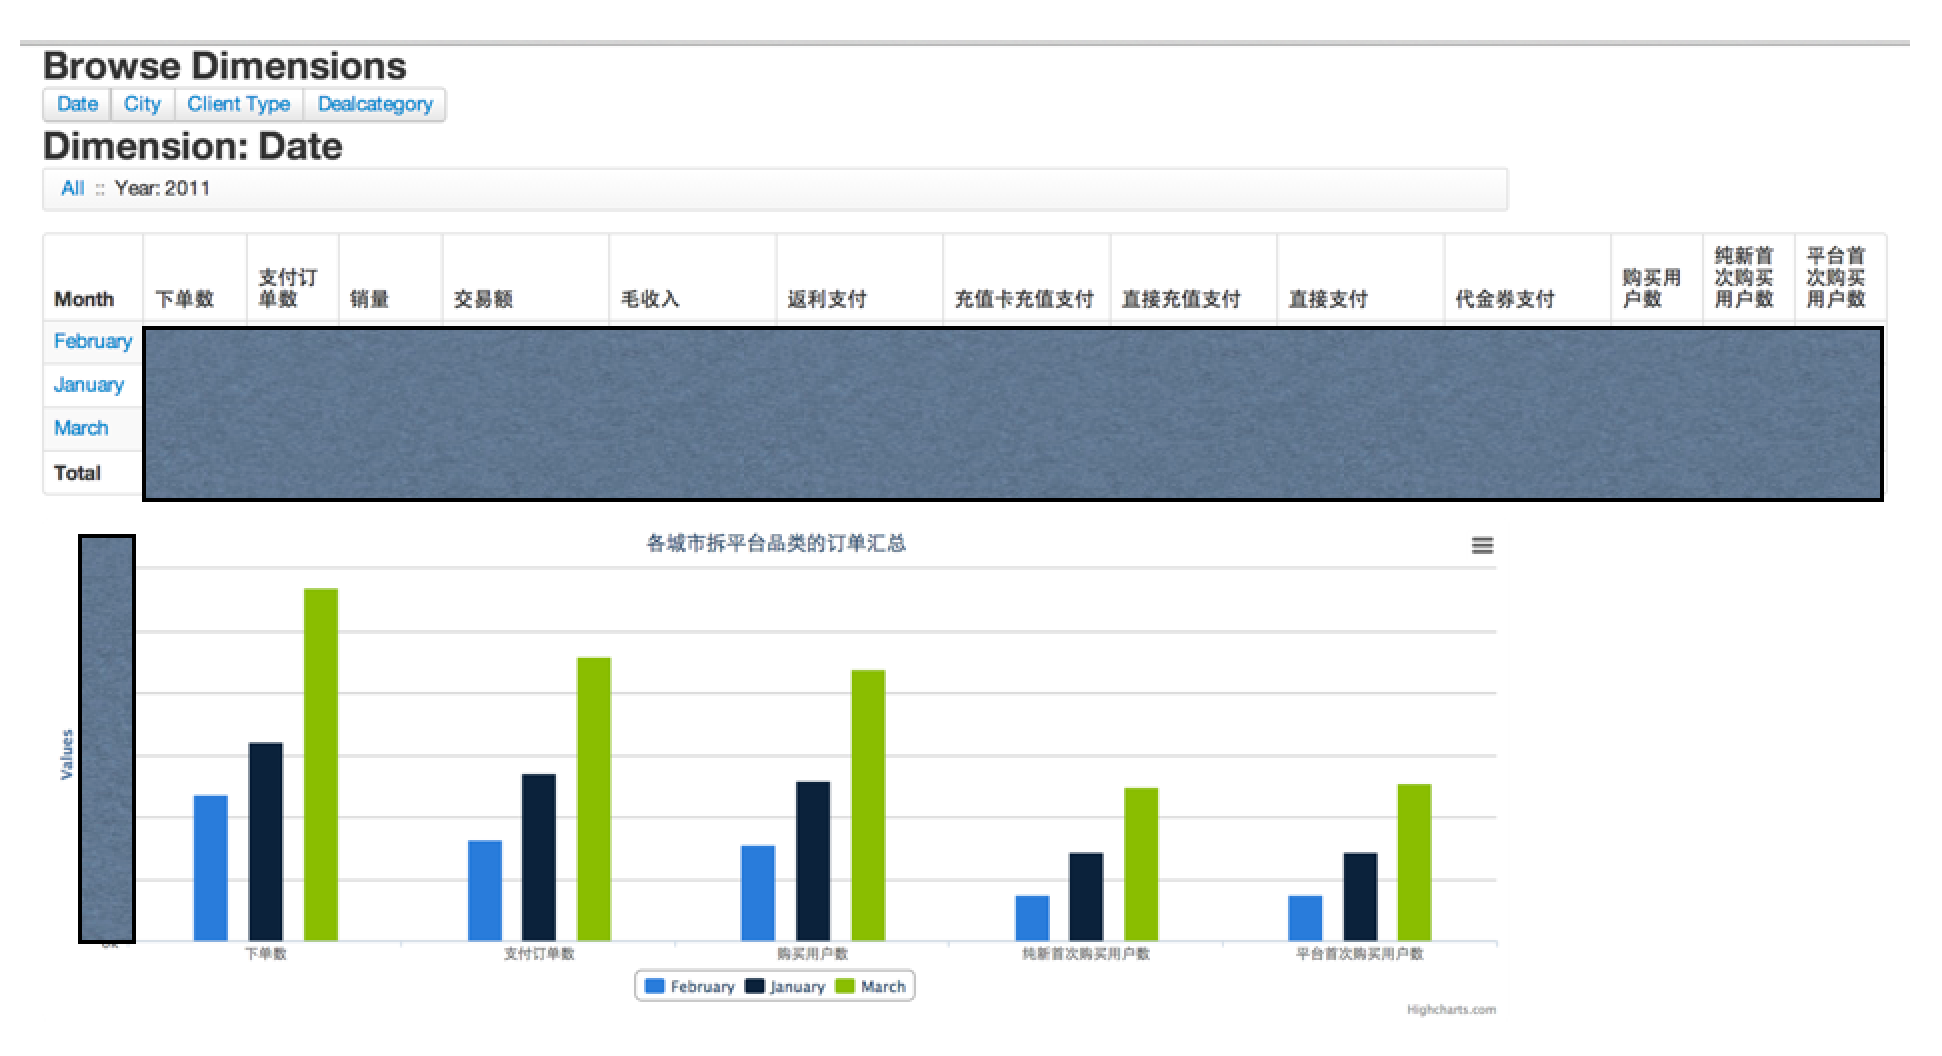 Browse Dimensions
Date City Client Type Dealcategory
Dimension: Date
All :: Year: 2011
Month 下单数 支付订单数 销量 交易额 毛收入 返利支付 充值卡充值支付 直接充值支付 直接支付 代金券支付 购买用户数 纯新首次购买用户数 平台首次购买用户数
February
January
March
Total
各城市拆平台品类的订单汇总
Values
下单数 支付订单数 购买用户数 纯新首次购买用户数 平台首次购买用户数
February January March
Highcharts.com